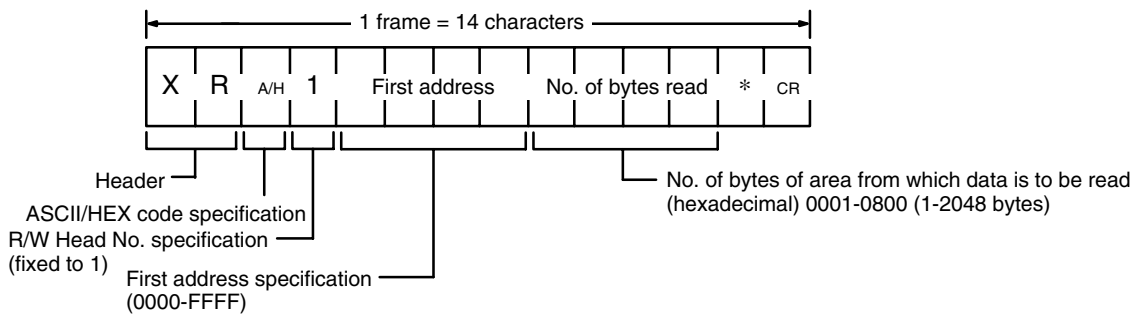 1 frame = 14 characters
X R A/H 1 First address No. of bytes read * CR
Header
ASCII/HEX code specification
R/W Head No. specification
(fixed to 1)
First address specification
(0000-FFFF)
No. of bytes of area from which data is to be read
(hexadecimal) 0001-0800 (1-2048 bytes)